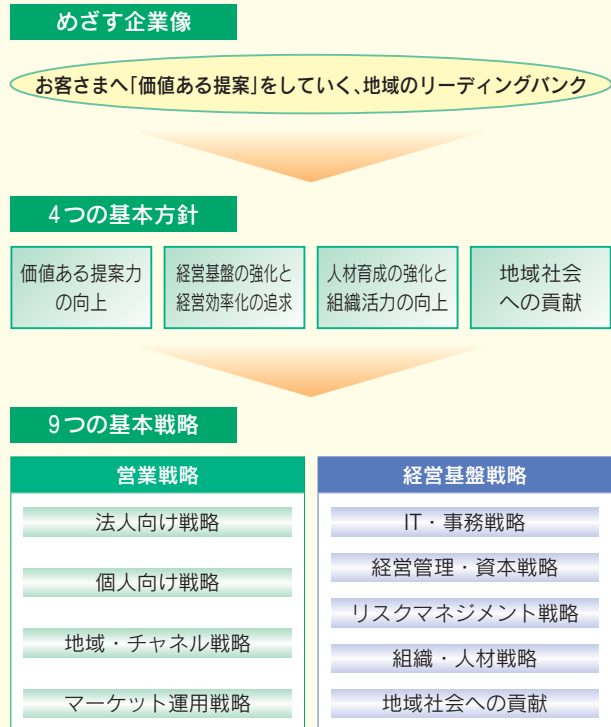 めざす企業像
お客さまへ「価値ある提案」をしていく、地域のリーディングバンク
4つの基本方針
価値ある提案力
の向上
経営基盤の強化と
経営効率化の追求
人材育成の強化と
組織活力の向上
地域社会
への貢献
9つの基本戦略
営業戦略
法人向け戦略
個人向け戦略
地域・チャネル戦略
マーケット運用戦略
経営基盤戦略
IT・事務戦略
経営管理・資本戦略
リスクマネジメント戦略
組織・人材戦略
地域社会への貢献